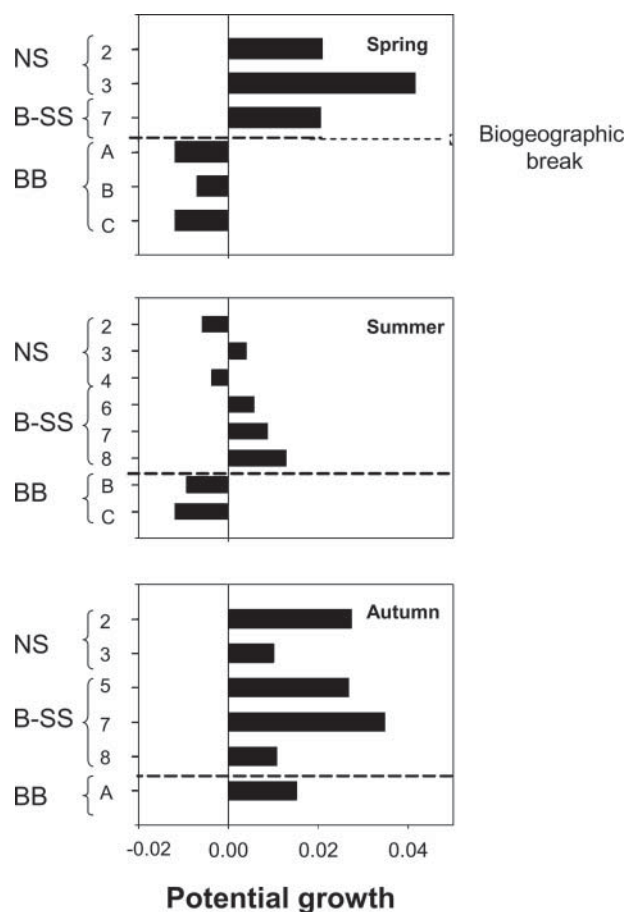 Spring
NS
2
3
B-SS
7
Biogeographic
break
BB
A
B
C
Summer
NS
2
3
4
B-SS
6
7
8
BB
B
C
Autumn
NS
2
3
B-SS
5
7
8
BB
A
-0.02 0.00 0.02 0.04
Potential growth